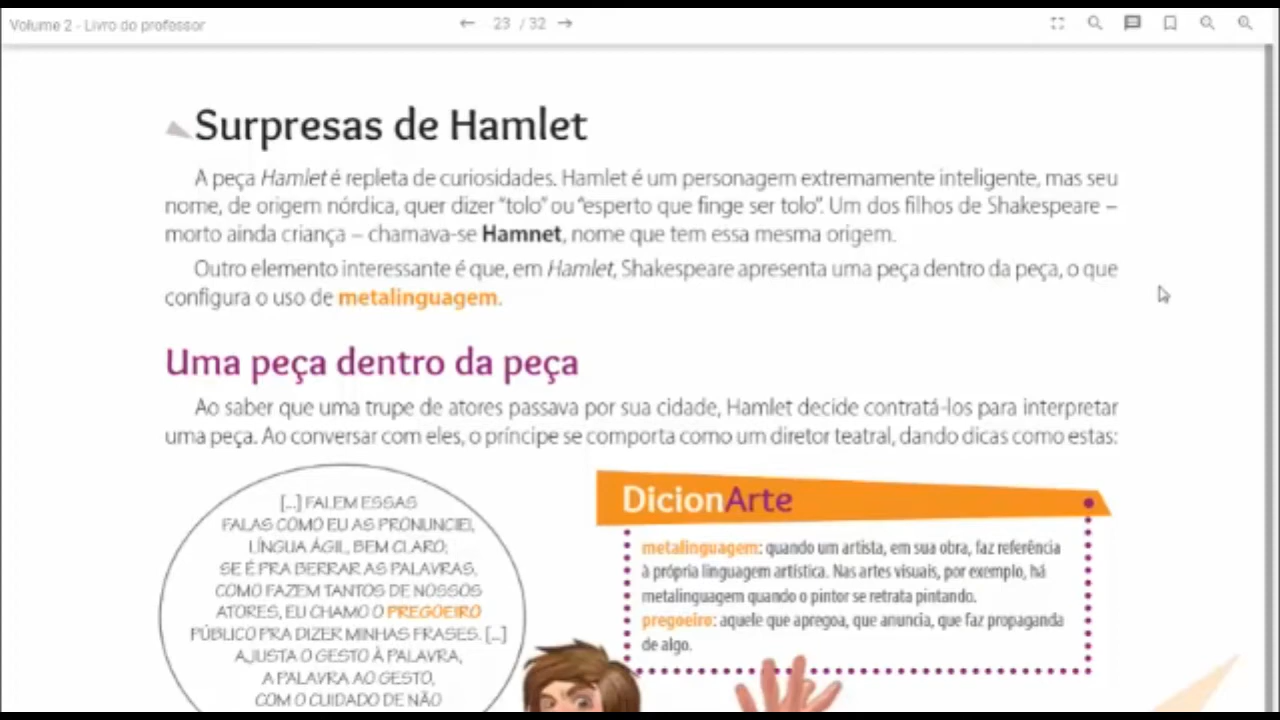 Volume 2 - Livro do professor
23 / 32
Surpresas de Hamlet
A peça Hamlet é repleta de curiosidades. Hamlet é um personagem extremamente inteligente, mas seu
nome, de origem nórdica, quer dizer “tolo” ou “esperto que finge ser tolo”. Um dos filhos de Shakespeare –
morto ainda criança – chamava-se Hamnet, nome que tem essa mesma origem.
Outro elemento interessante é que, em Hamlet, Shakespeare apresenta uma peça dentro da peça, o que
configura o uso de metalinguagem.
Uma peça dentro da peça
Ao saber que uma trupe de atores passava por sua cidade, Hamlet decide contratá-los para interpretar
uma peça. Ao conversar com eles, o príncipe se comporta como um diretor teatral, dando dicas como estas:
[...] FALEM ESSAS
FALAS COMO EU AS PRONUNCIEI,
LÍNGUA ÁGIL, BEM CLARO;
SE É PRA BERRAR AS PALAVRAS,
COMO FAZEM TANTOS DE NOSSOS
ATORES, EU CHAMO O PREGOEIRO
PÚBLICO PRA DIZER MINHAS FRASES. [...]
AJUSTA O GESTO À PALAVRA,
A PALAVRA AO GESTO,
COM O CUIDADO DE NÃO
DicionArte
metalinguagem: quando um artista, em sua obra, faz referência
à própria linguagem artística. Nas artes visuais, por exemplo, há
metalinguagem quando o pintor se retrata pintando.
pregoeiro: aquele que apregoa, que anuncia, que faz propaganda
de algo.